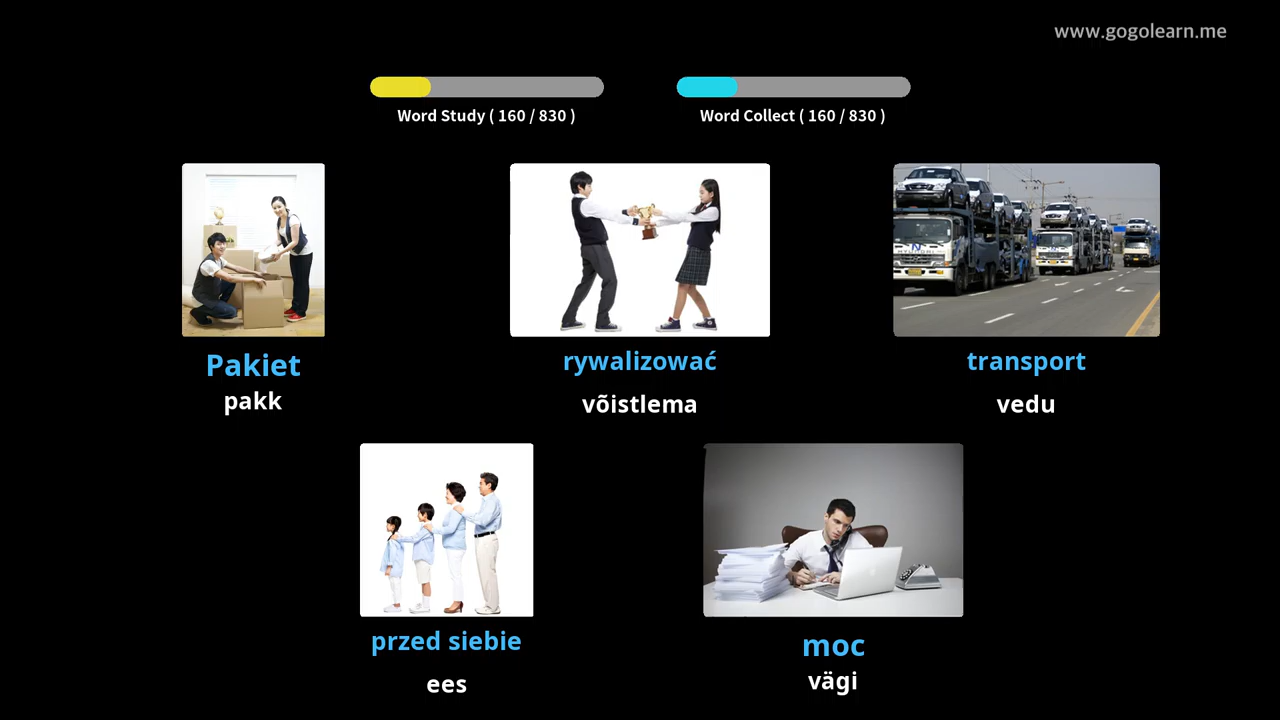 www.gogolearn.me
Word Study ( 160 / 830 )
Word Collect ( 160 / 830 )
Pakiet
pakk
rywalizować
võistlema
transport
vedu
przed siebie
ees
moc
vägi